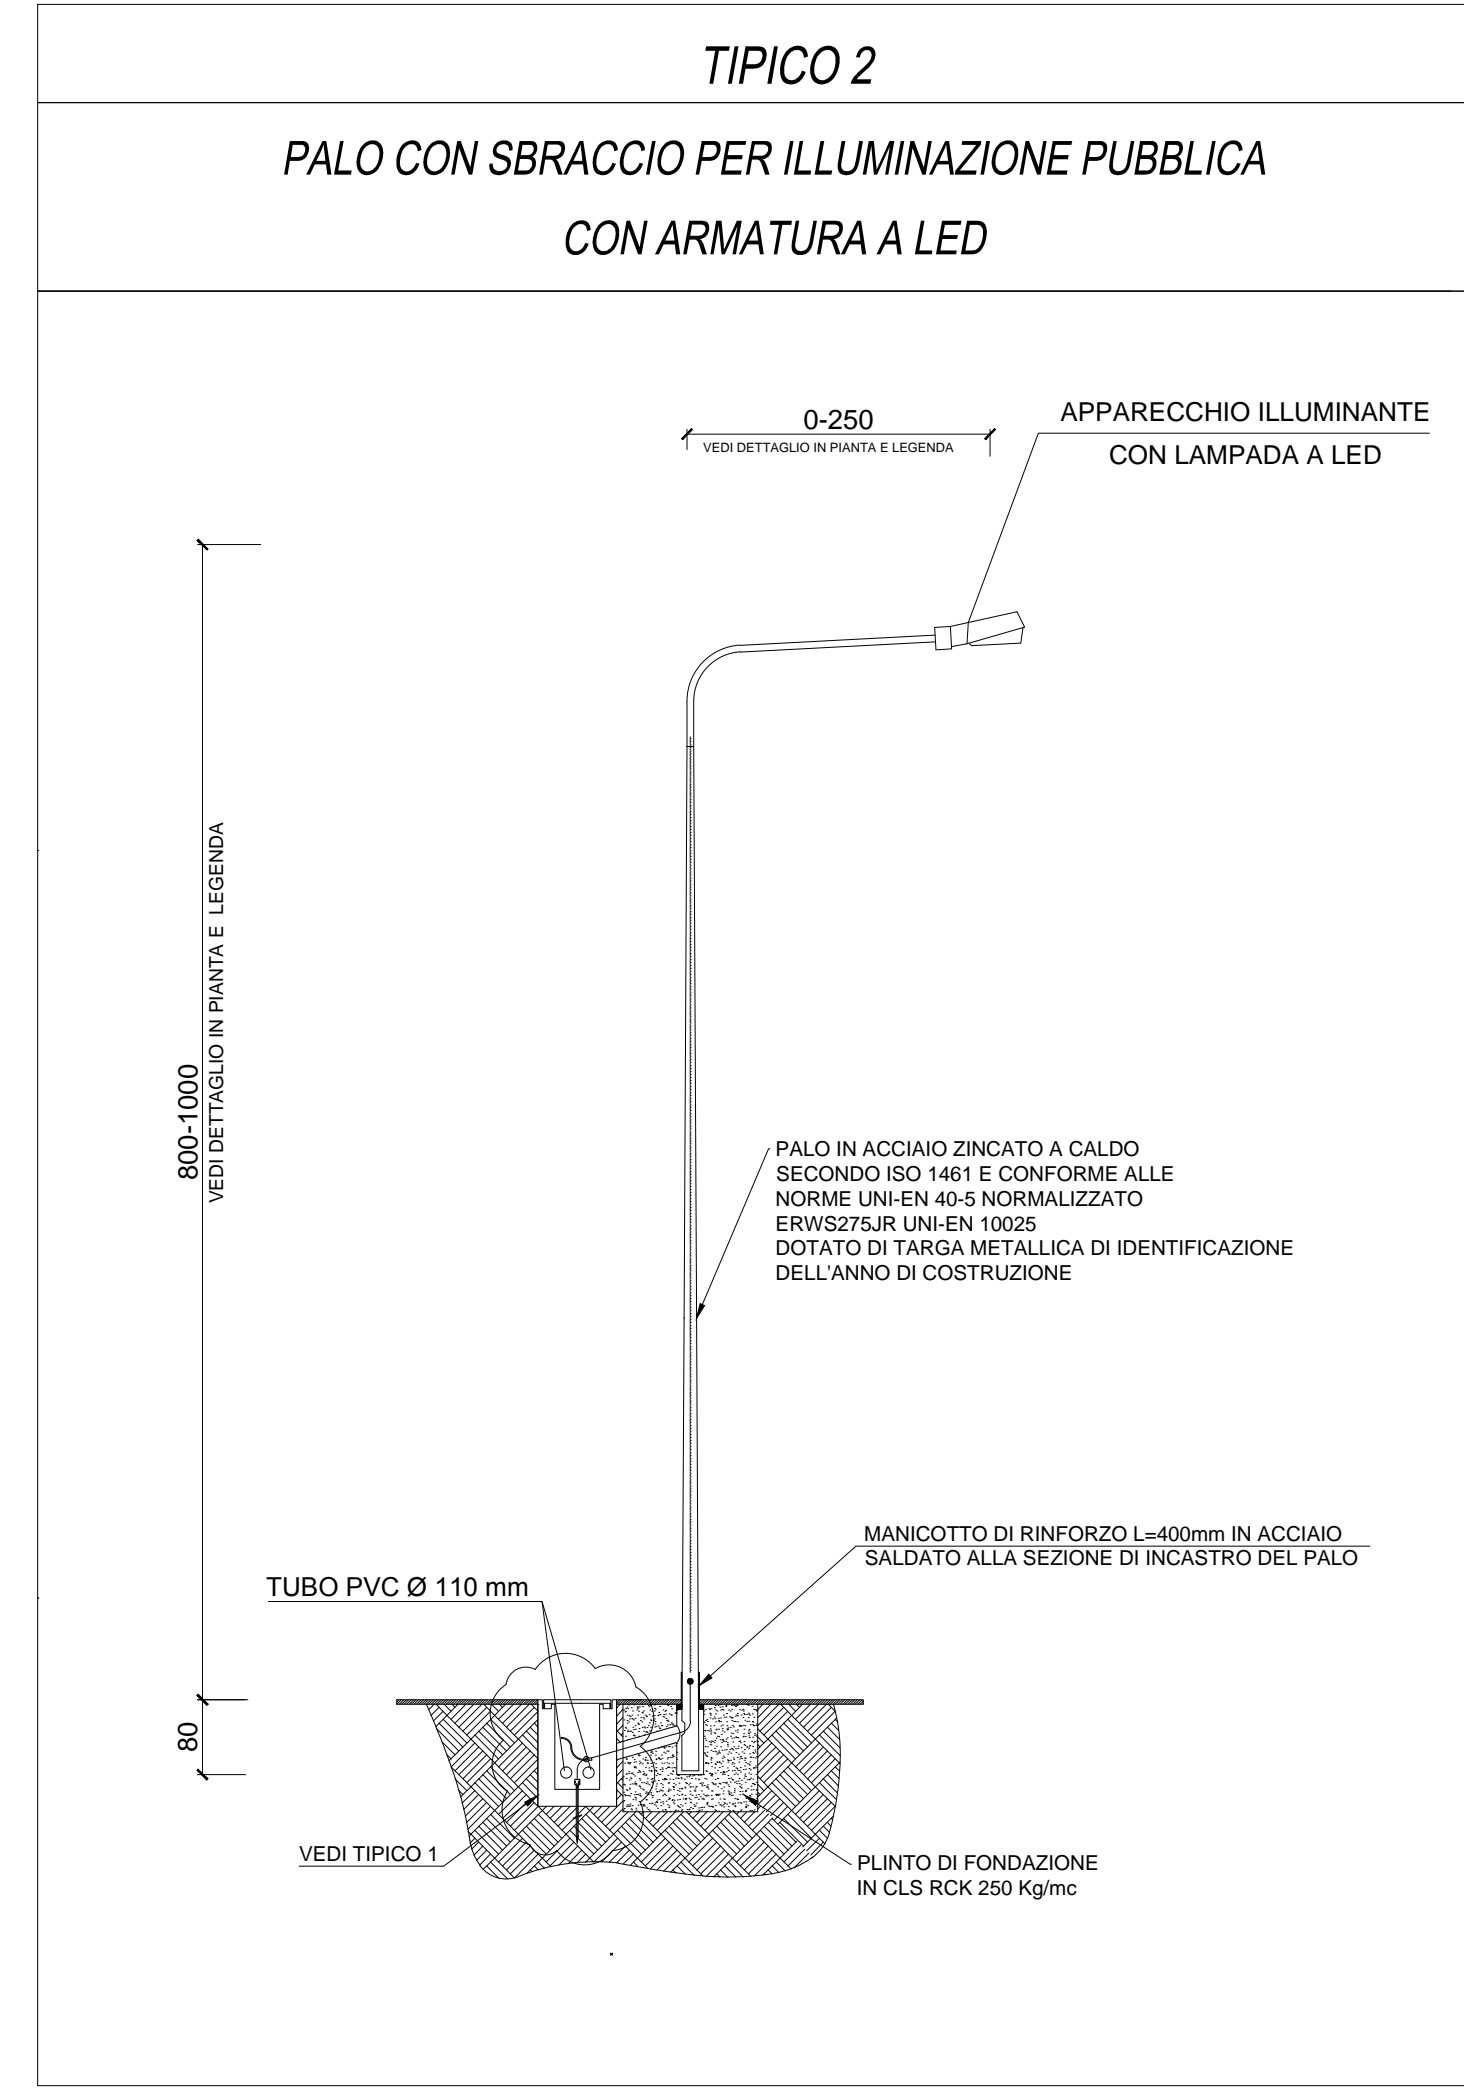 TIPICO 2
PALO CON SBRACCIO PER ILLUMINAZIONE PUBBLICA
CON ARMATURA A LED
0-250
VEDI DETTAGLIO IN PIANTA E LEGENDA
APPARECCHIO ILLUMINANTE
CON LAMPADA A LED
800-1000
VEDI DETTAGLIO IN PIANTA E LEGENDA
PALO IN ACCIAIO ZINCATO A CALDO
SECONDO ISO 1461 E CONFORME ALLE
NORME UNI-EN 40-5 NORMALIZZATO
ERWS275JR UNI-EN 10025
DOTATO DI TARGA METALLICA DI IDENTIFICAZIONE
DELL'ANNO DI COSTRUZIONE
MANICOTTO DI RINFORZO L=400mm IN ACCIAIO
SALDATO ALLA SEZIONE DI INCASTRO DEL PALO
TUBO PVC Ø 110 mm
80
VEDI TIPICO 1
PLINTO DI FONDAZIONE
IN CLS RCK 250 Kg/mc